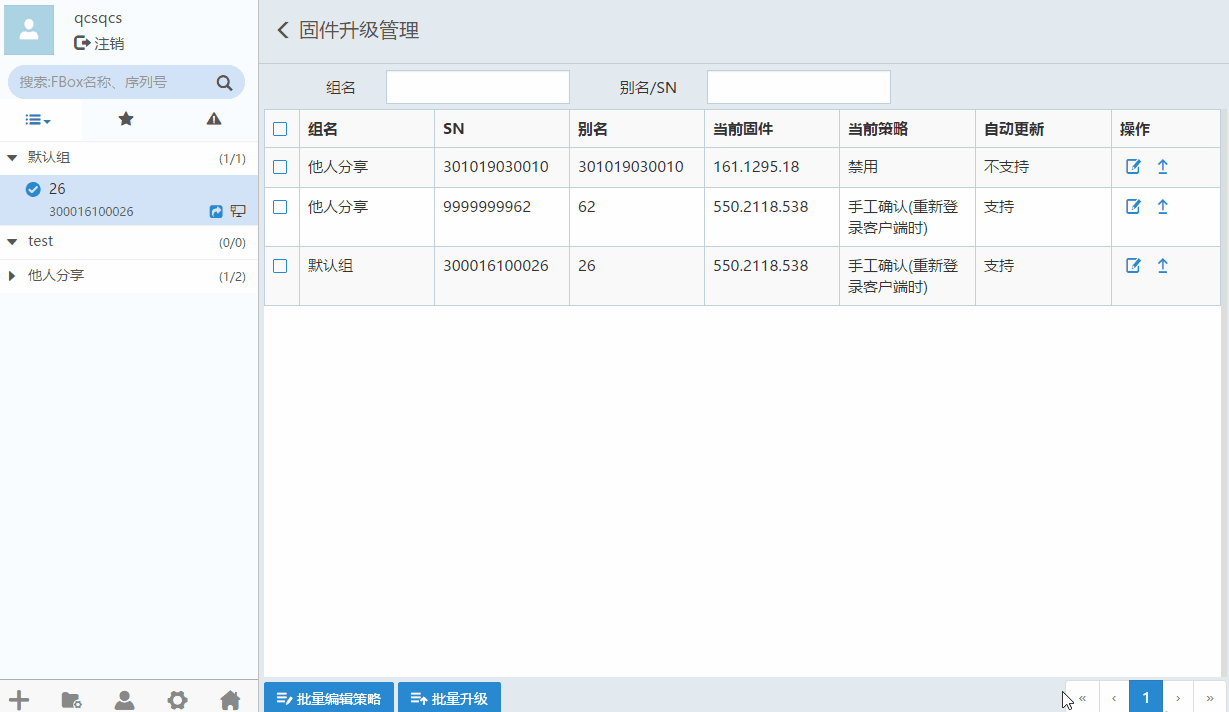 qcsqcs
注销
搜索:FBox名称、序列号
默认组 (1/1)
26
300016100026
test (0/0)
他人分享 (1/2)
固件升级管理
组名 别名/SN
组名 SN 别名 当前固件 当前策略 自动更新 操作
他人分享 301019030010 301019030010 161.1295.18 禁用 不支持
他人分享 9999999962 62 550.2118.538 手工确认(重新登 支持
录客户端时)
默认组 300016100026 26 550.2118.538 手工确认(重新登 支持
录客户端时)
批量编辑策略 批量升级 « ‹ 1 › »